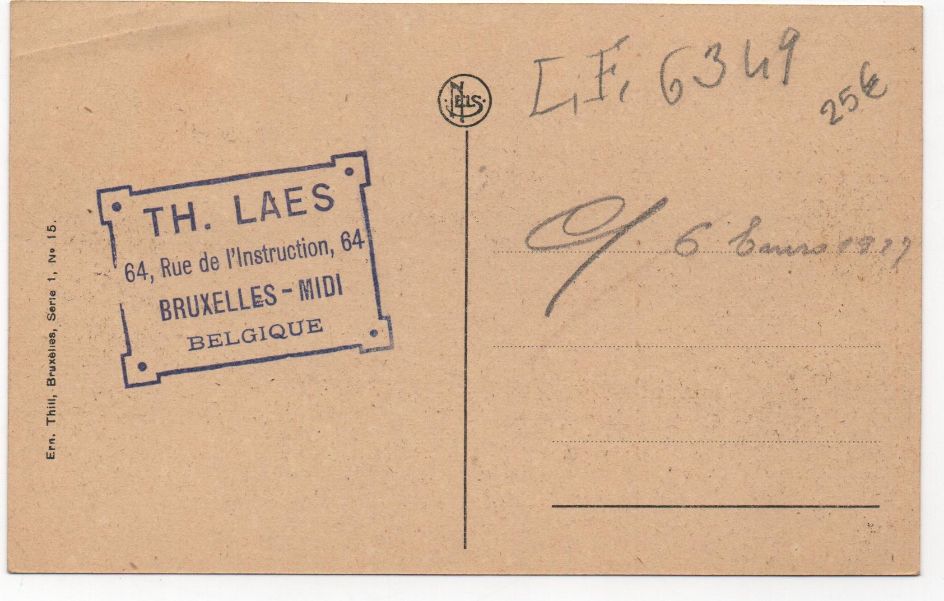 NELS
L.F. 6349
25€
TH. LAES
64, Rue de l'Instruction, 64
BRUXELLES - MIDI
BELGIQUE
6
Ern. Thill, Bruxelles, Serie 1, No 15.